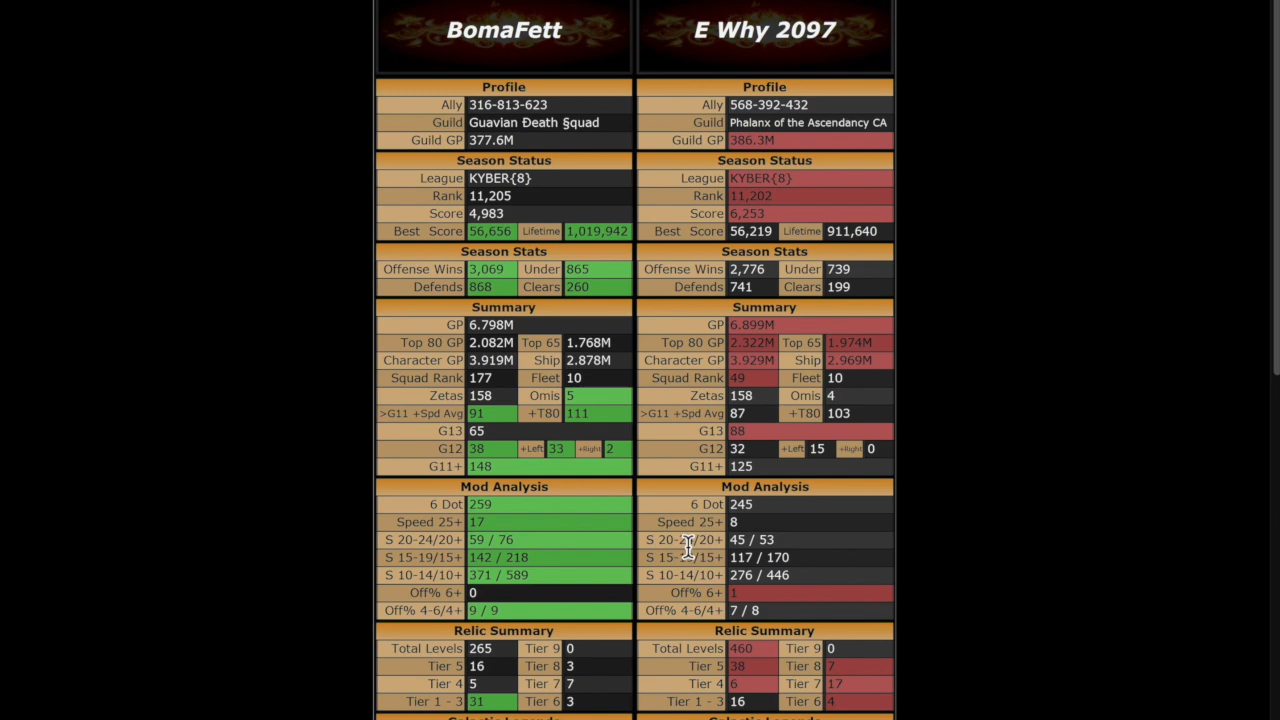 BomaFett
Profile
Ally 316-813-623
Guild Guavian Ðeath §quad
Guild GP 377.6M
Season Status
League KYBER{8}
Rank 11,205
Score 4,983
Best Score 56,656 Lifetime 1,019,942
Season Stats
Offense Wins 3,069 Under 865
Defends 868 Clears 260
Summary
GP 6.798M
Top 80 GP 2.082M Top 65 1.768M
Character GP 3.919M Ship 2.878M
Squad Rank 177 Fleet 10
Zetas 158 Omis 5
>G11 +Spd Avg 91 +T80 111
G13 65
G12 38 +Left 33 +Right 2
G11+ 148
Mod Analysis
6 Dot 259
Speed 25+ 17
S 20-24/20+ 59 / 76
S 15-19/15+ 142 / 218
S 10-14/10+ 371 / 589
Off% 6+ 0
Off% 4-6/4+ 9 / 9
Relic Summary
Total Levels 265 Tier 9 0
Tier 5 16 Tier 8 3
Tier 4 5 Tier 7 7
Tier 1 - 3 31 Tier 6 3
E Why 2097
Profile
Ally 568-392-432
Guild Phalanx of the Ascendancy CA
Guild GP 386.3M
Season Status
League KYBER{8}
Rank 11,202
Score 6,253
Best Score 56,219 Lifetime 911,640
Season Stats
Offense Wins 2,776 Under 739
Defends 741 Clears 199
Summary
GP 6.899M
Top 80 GP 2.322M Top 65 1.974M
Character GP 3.929M Ship 2.969M
Squad Rank 49 Fleet 10
Zetas 158 Omis 4
>G11 +Spd Avg 87 +T80 103
G13 88
G12 32 +Left 15 +Right 0
G11+ 125
Mod Analysis
6 Dot 245
Speed 25+ 8
S 20-24/20+ 45 / 53
S 15-19/15+ 117 / 170
S 10-14/10+ 276 / 446
Off% 6+ 1
Off% 4-6/4+ 7 / 8
Relic Summary
Total Levels 460 Tier 9 0
Tier 5 38 Tier 8 7
Tier 4 6 Tier 7 17
Tier 1 - 3 16 Tier 6 4